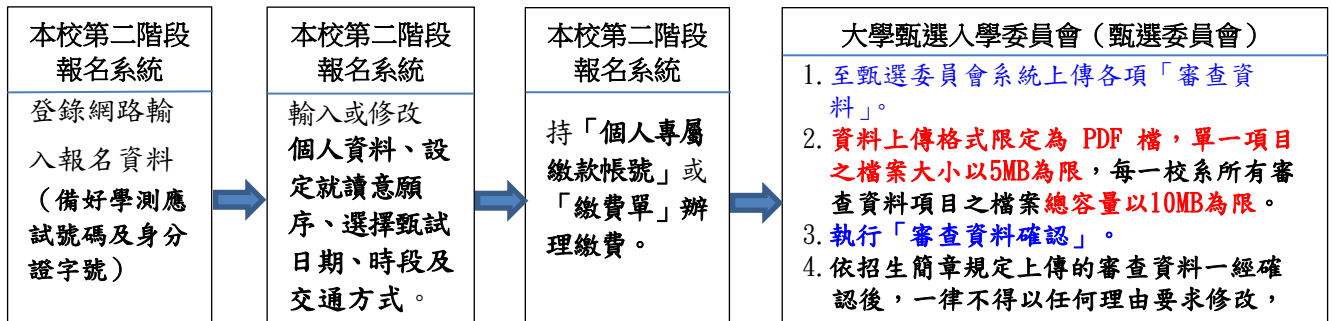 本校第二階段
報名系統
登錄網路輸
入報名資料
（備好學測應
試號碼及身分
證字號）
本校第二階段
報名系統
輸入或修改
個人資料、設
定就讀意願
序、選擇甄試
日期、時段及
交通方式。
本校第二階段
報名系統
持「個人專屬
繳款帳號」或
「繳費單」辦
理繳費。
大學甄選入學委員會（甄選委員會）
1.至甄選委員會系統上傳各項「審查資
料」。
2.資料上傳格式限定為 PDF 檔，單一項目
之檔案大小以5MB為限，每一校系所有審
查資料項目之檔案總容量以10MB為限。
3.執行「審查資料確認」。
4.依招生簡章規定上傳的審查資料一經確
認後，一律不得以任何理由要求修改，